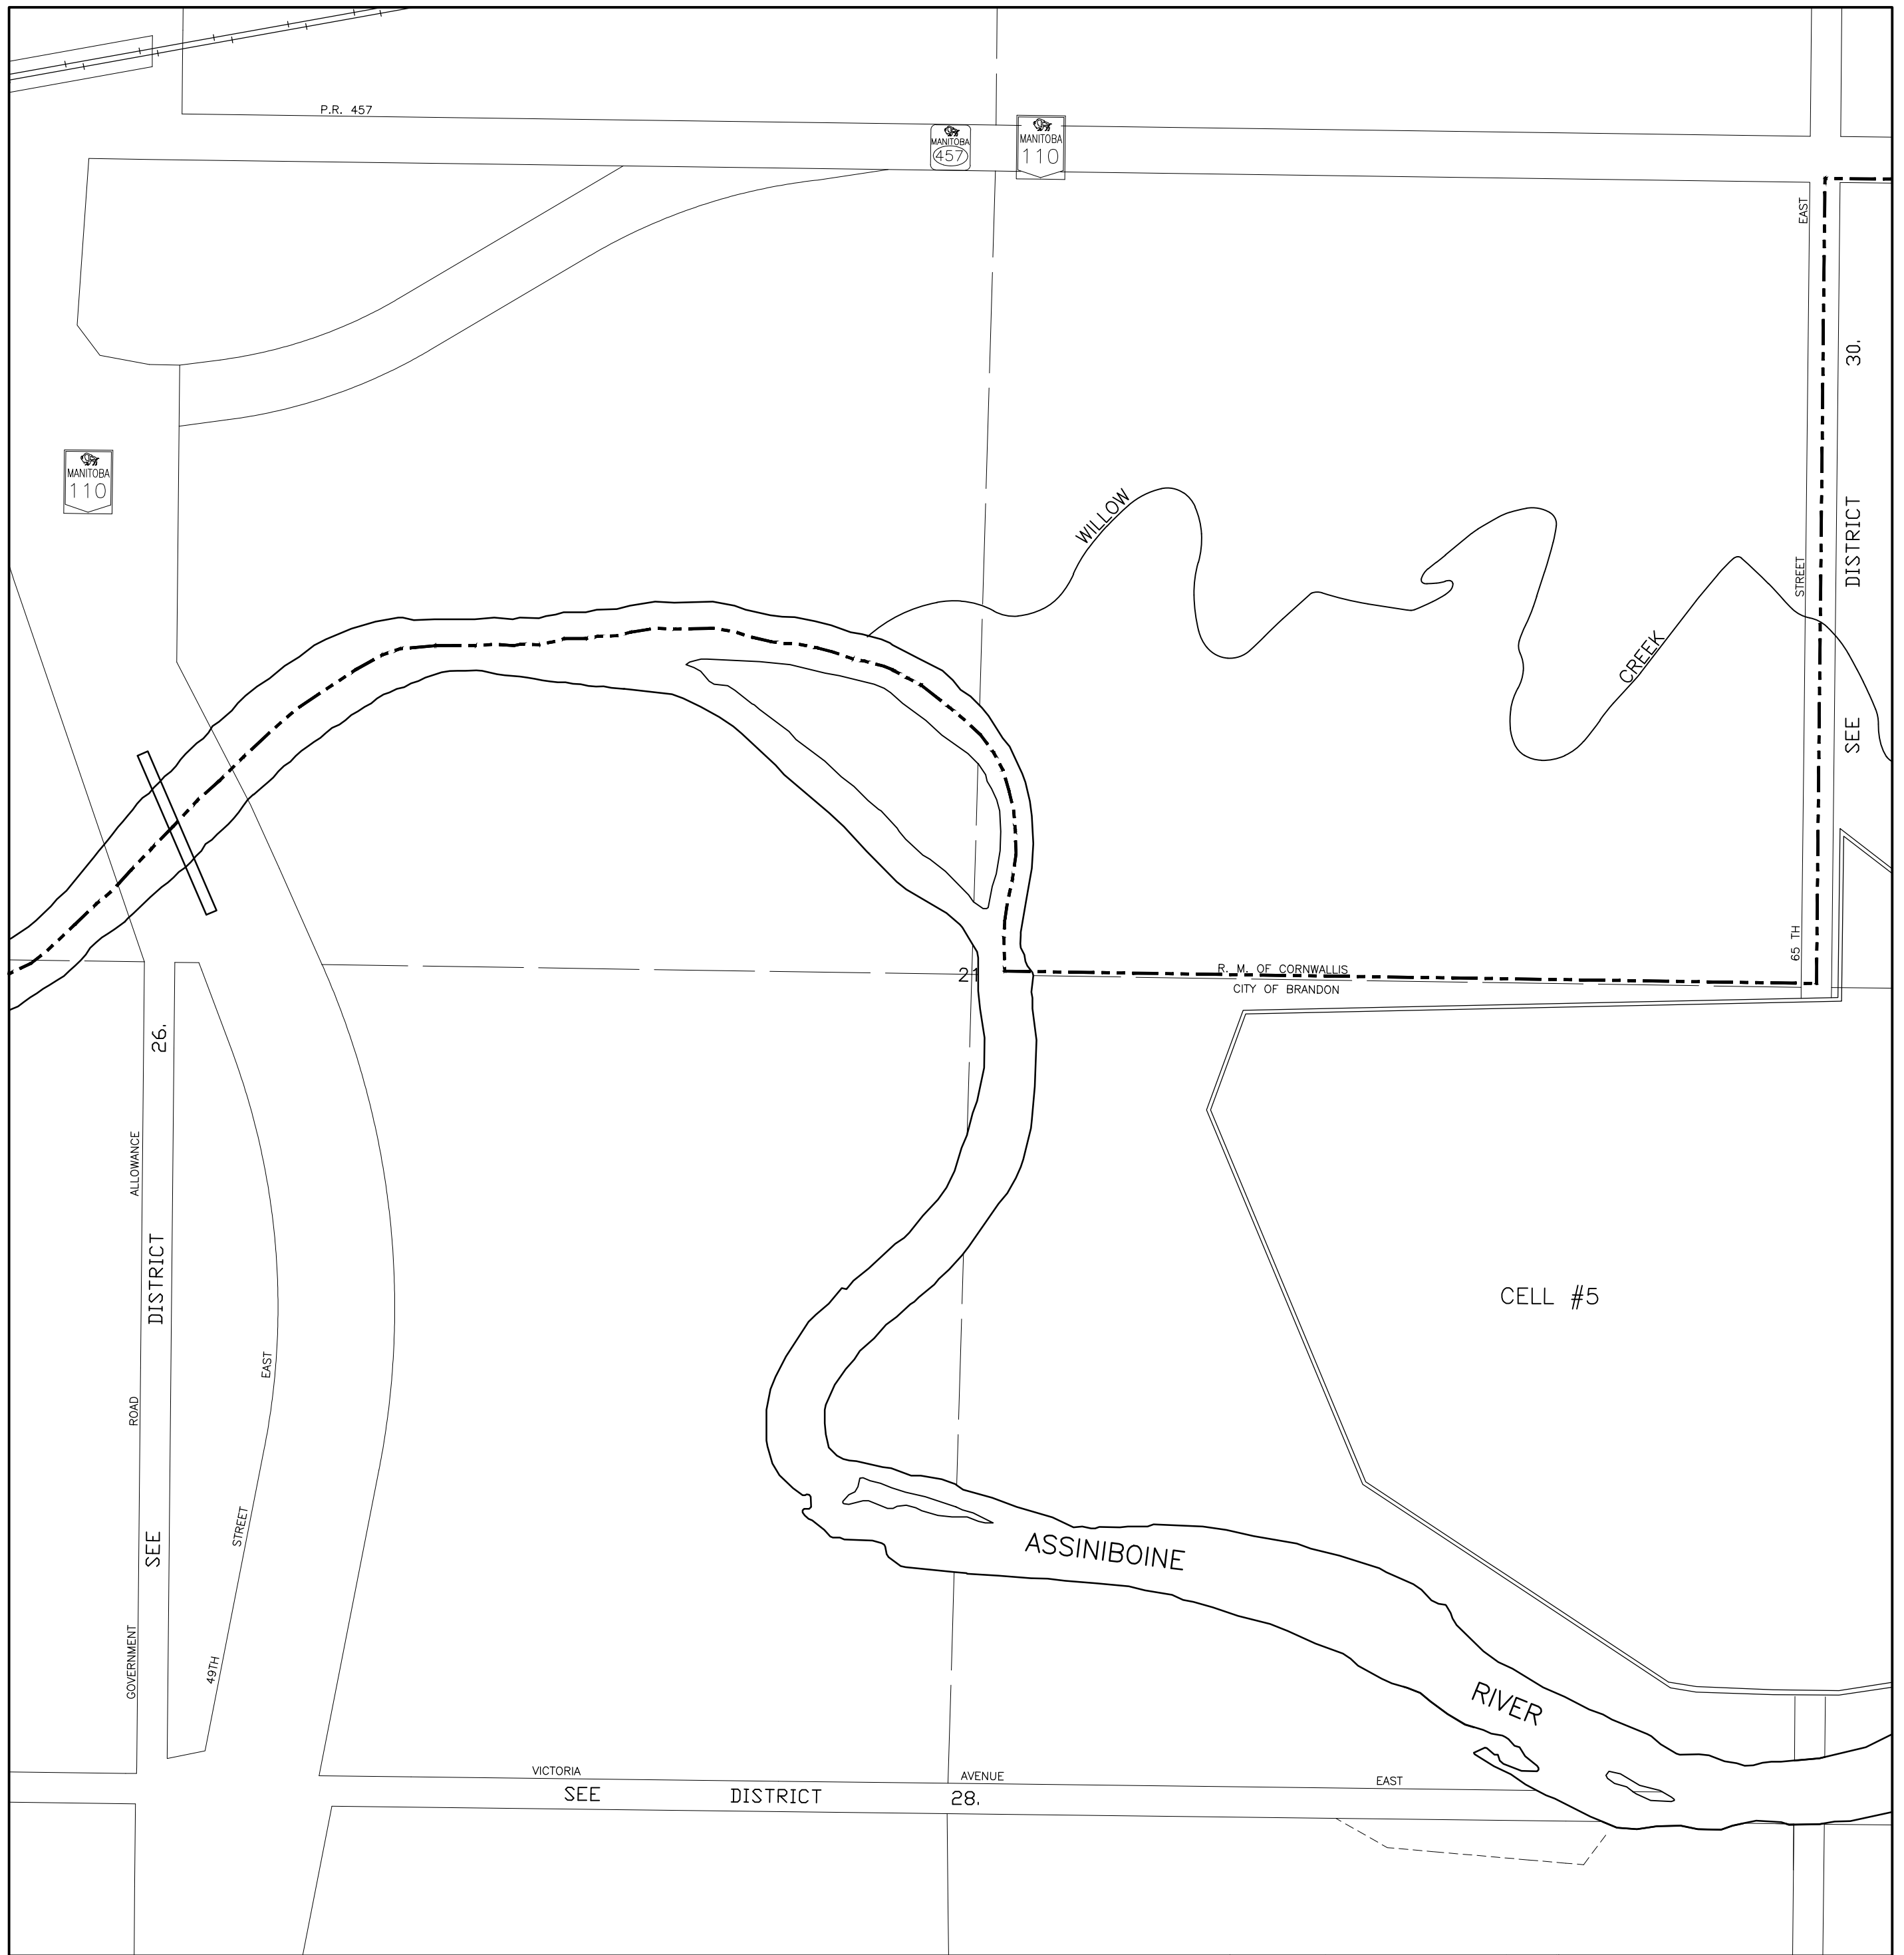 P.R. 457
MANITOBA
457
MANITOBA
110
EAST
STREET
65 TH
SEE DISTRICT 30.
MANITOBA
110
WILLOW
CREEK
R. M. OF CORNWALLIS
CITY OF BRANDON
21
SEE DISTRICT 26.
GOVERNMENT ROAD ALLOWANCE
49TH STREET EAST
CELL #5
ASSINIBOINE
RIVER
VICTORIA AVENUE EAST
SEE DISTRICT 28.